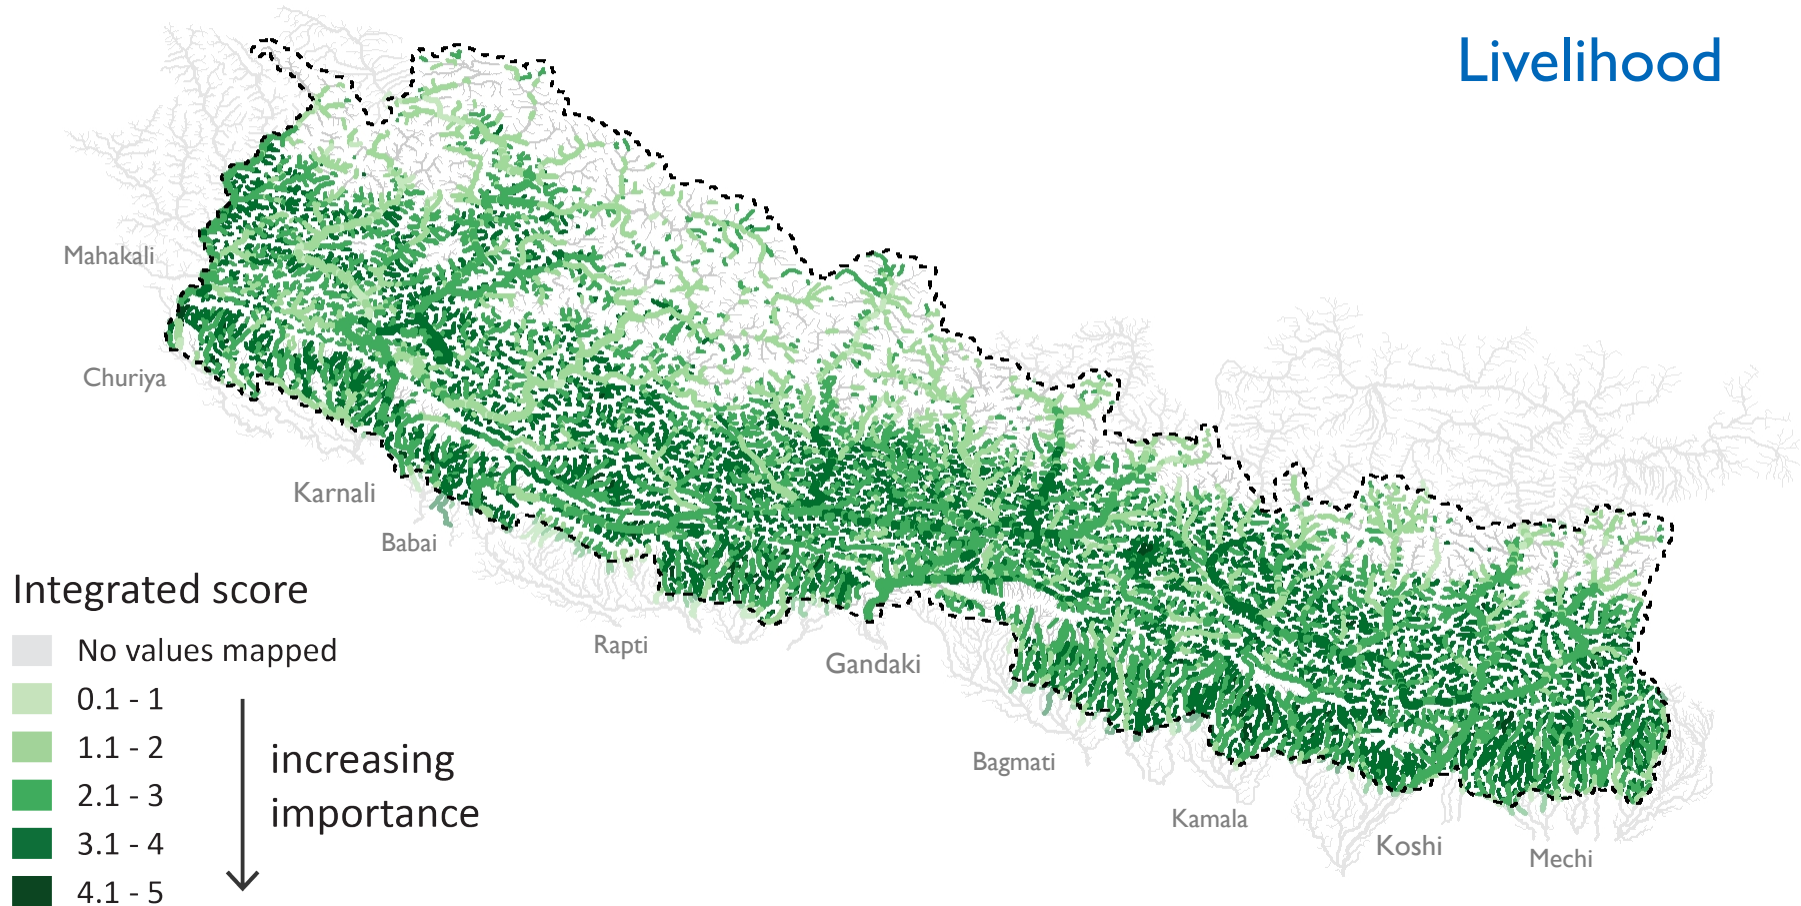 Livelihood
Mahakali
Churiya
Karnali
Babai
Rapti
Gandaki
Bagmati
Kamala
Koshi
Mechi
Integrated score
No values mapped
0.1 - 1
1.1 - 2
2.1 - 3
3.1 - 4
4.1 - 5
increasing
importance